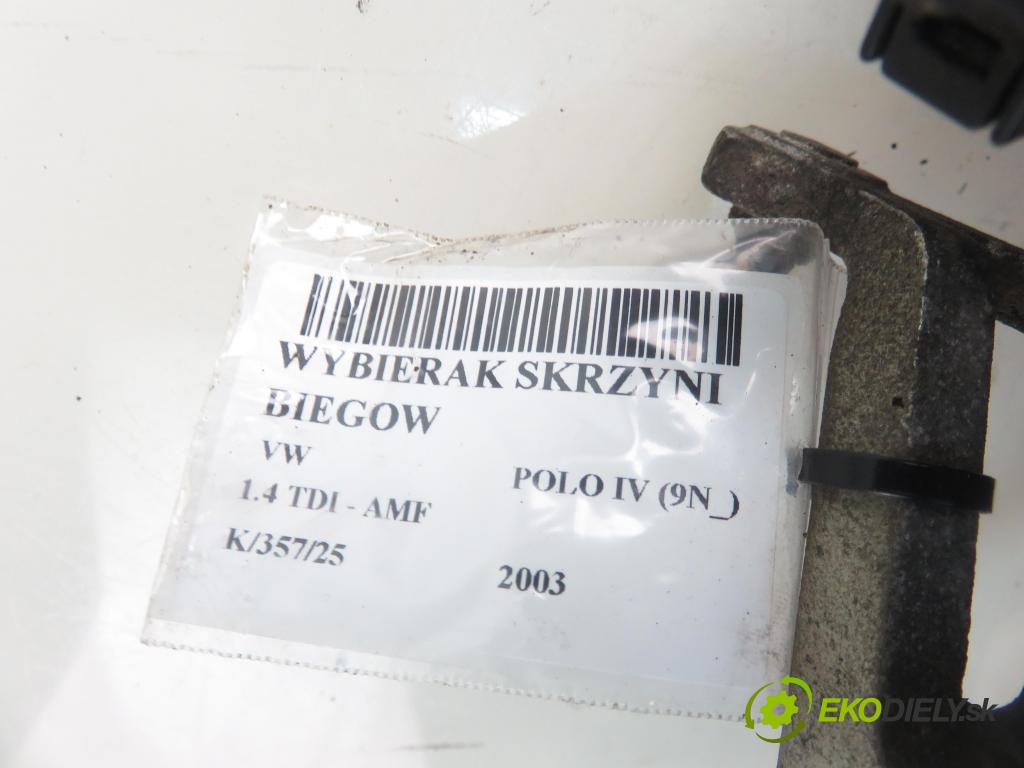 WYBIERAK SKRZYNI
BIEGOW
VW
POLO IV (9N_)
1.4 TDI - AMF
K/357/25
2003
EKODIELY.sk